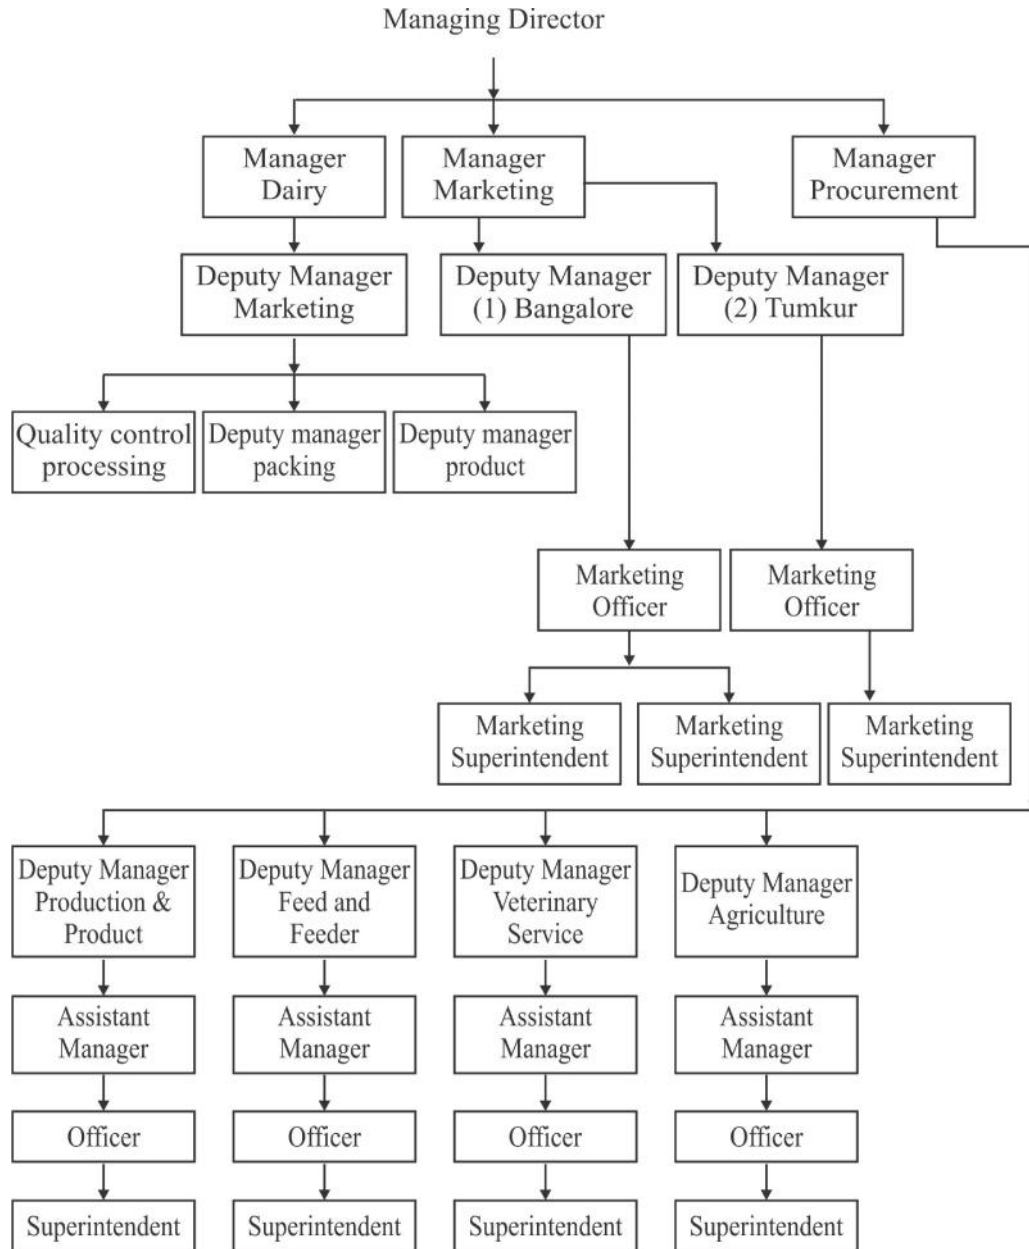 Managing Director
Manager
Dairy
Manager
Marketing
Manager
Procurement
Deputy Manager
Marketing
Deputy Manager
(1) Bangalore
Deputy Manager
(2) Tumkur
Quality control
processing
Deputy manager
packing
Deputy manager
product
Marketing
Officer
Marketing
Officer
Marketing
Superintendent
Marketing
Superintendent
Marketing
Superintendent
Deputy Manager
Production &
Product
Deputy Manager
Feed and
Feeder
Deputy Manager
Veterinary
Service
Deputy Manager
Agriculture
Assistant
Manager
Assistant
Manager
Assistant
Manager
Assistant
Manager
Officer
Officer
Officer
Officer
Superintendent
Superintendent
Superintendent
Superintendent